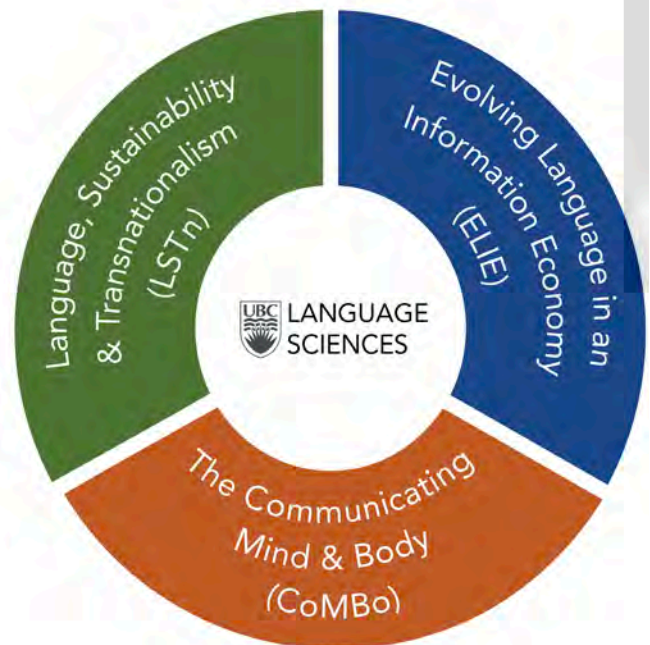 Language, Sustainability
& Transnationalism
(LSTn)
Evolving Language in an
Information Economy
(ELIE)
UBC
LANGUAGE
SCIENCES
The Communicating
Mind & Body
(CoMBo)